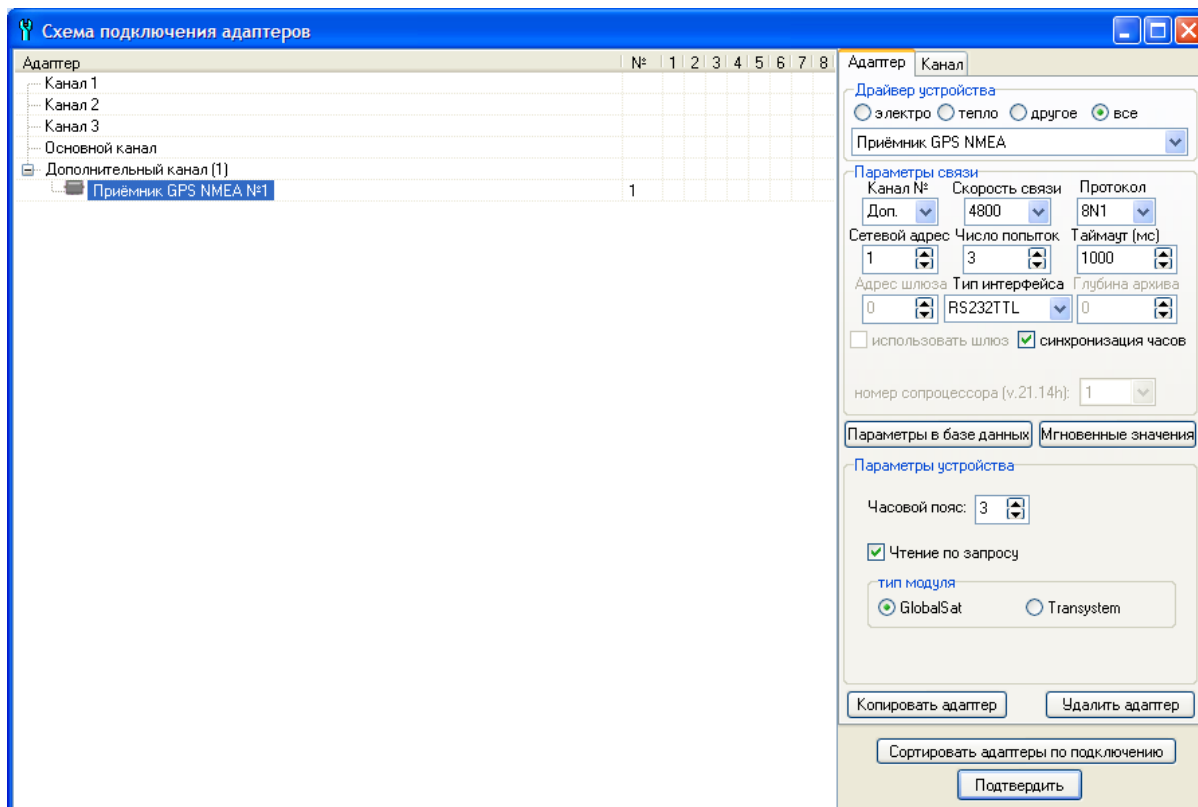 Схема подключения адаптеров
Адаптер № 1 2 3 4 5 6 7 8
Канал 1
Канал 2
Канал 3
Основной канал
Дополнительный канал (1)
Приёмник GPS NMEA №1 1
Адаптер Канал
Драйвер устройства
электро тепло другое все
Приёмник GPS NMEA
Параметры связи
Канал № Скорость связи Протокол
Доп. 4800 8N1
Сетевой адрес Число попыток Таймаут (мс)
1 3 1000
Адрес шлюза Тип интерфейса Глубина архива
0 RS232TTL 0
использовать шлюз синхронизация часов
номер сопроцессора (v.21.14h): 1
Параметры в базе данных Мгновенные значения
Параметры устройства
Часовой пояс: 3
Чтение по запросу
тип модуля
GlobalSat Transystem
Копировать адаптер Удалить адаптер
Сортировать адаптеры по подключению
Подтвердить